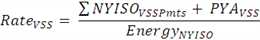 Rate_VSS = (∑ NYISO_VSSPmts + PYA_VSS) / Energy_NYISO